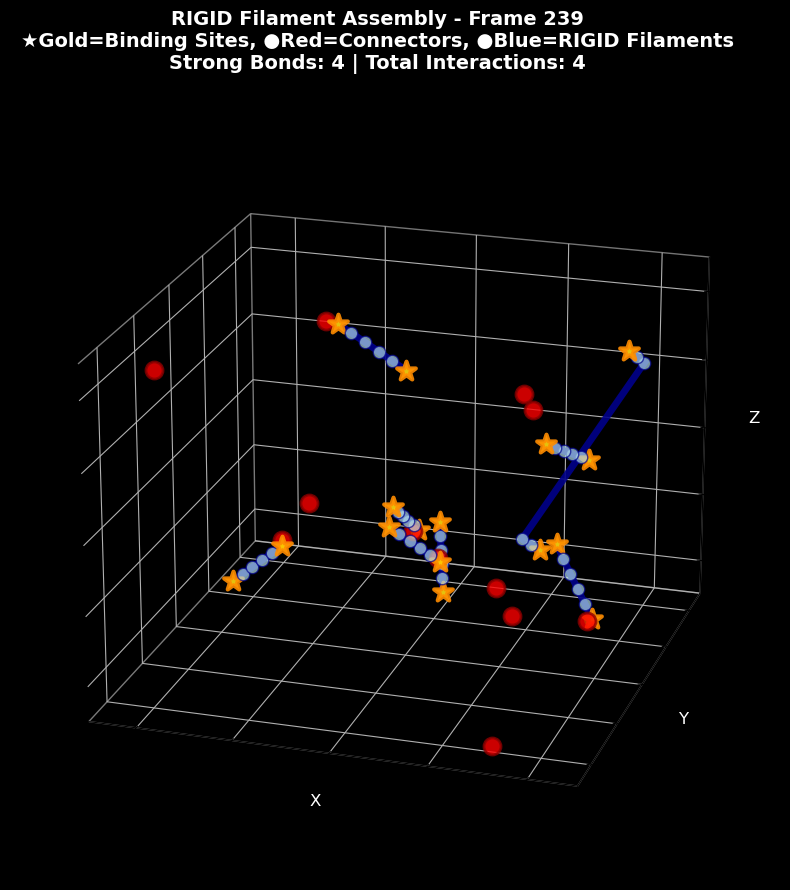 RIGID Filament Assembly - Frame 239
★Gold=Binding Sites, ●Red=Connectors, ●Blue=RIGID Filaments
Strong Bonds: 4 | Total Interactions: 4
Z
Y
X